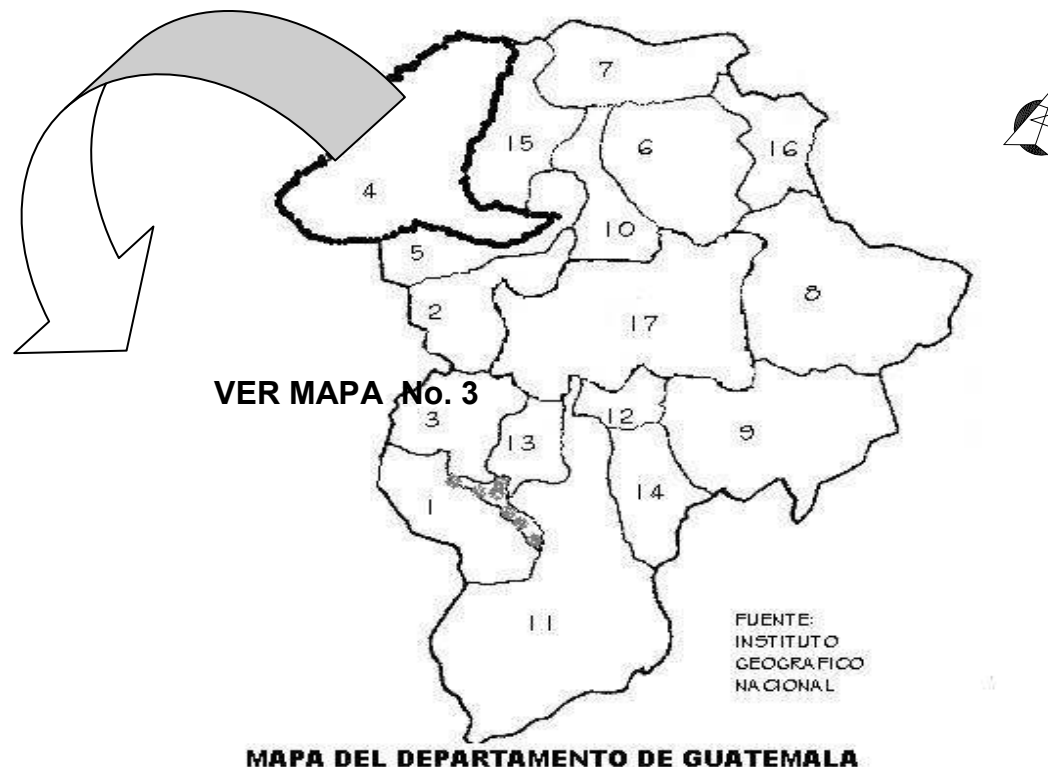 7
15
6
16
4
10
5
8
2
17
VER MAPA No. 3
3
12
13
9
1
14
11
FUENTE:
INSTITUTO
GEOGRAFICO
NACIONAL
MAPA DEL DEPARTAMENTO DE GUATEMALA